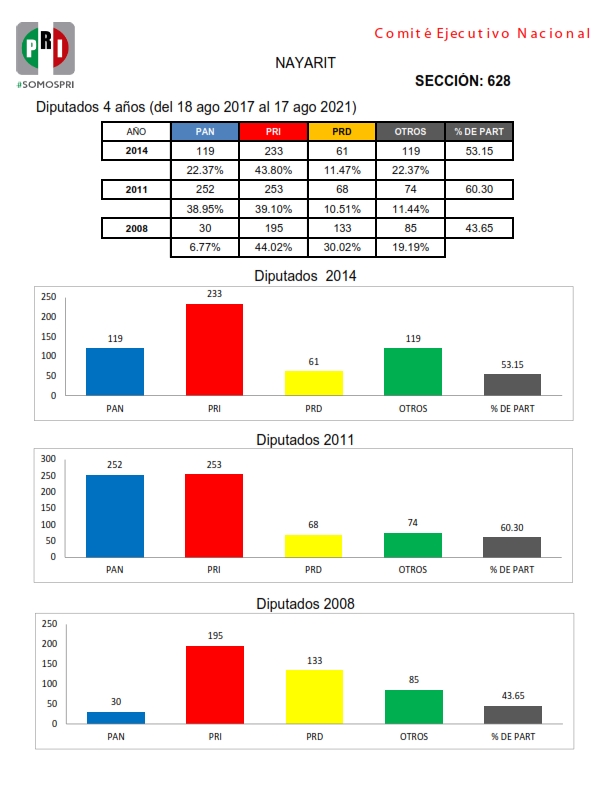 PRI
#SOMOSPRI
Comité Ejecutivo Nacional
NAYARIT
SECCIÓN: 628
Diputados 4 años (del 18 ago 2017 al 17 ago 2021)
AÑO PAN PRI PRD OTROS % DE PART
2014 119 233 61 119 53.15
22.37% 43.80% 11.47% 22.37%
2011 252 253 68 74 60.30
38.95% 39.10% 10.51% 11.44%
2008 30 195 133 85 43.65
6.77% 44.02% 30.02% 19.19%
Diputados 2014
250
200
150
100
50
0
119 233 61 119 53.15
PAN PRI PRD OTROS % DE PART
Diputados 2011
300
250
200
150
100
50
0
252 253 68 74 60.30
PAN PRI PRD OTROS % DE PART
Diputados 2008
250
200
150
100
50
0
30 195 133 85 43.65
PAN PRI PRD OTROS % DE PART